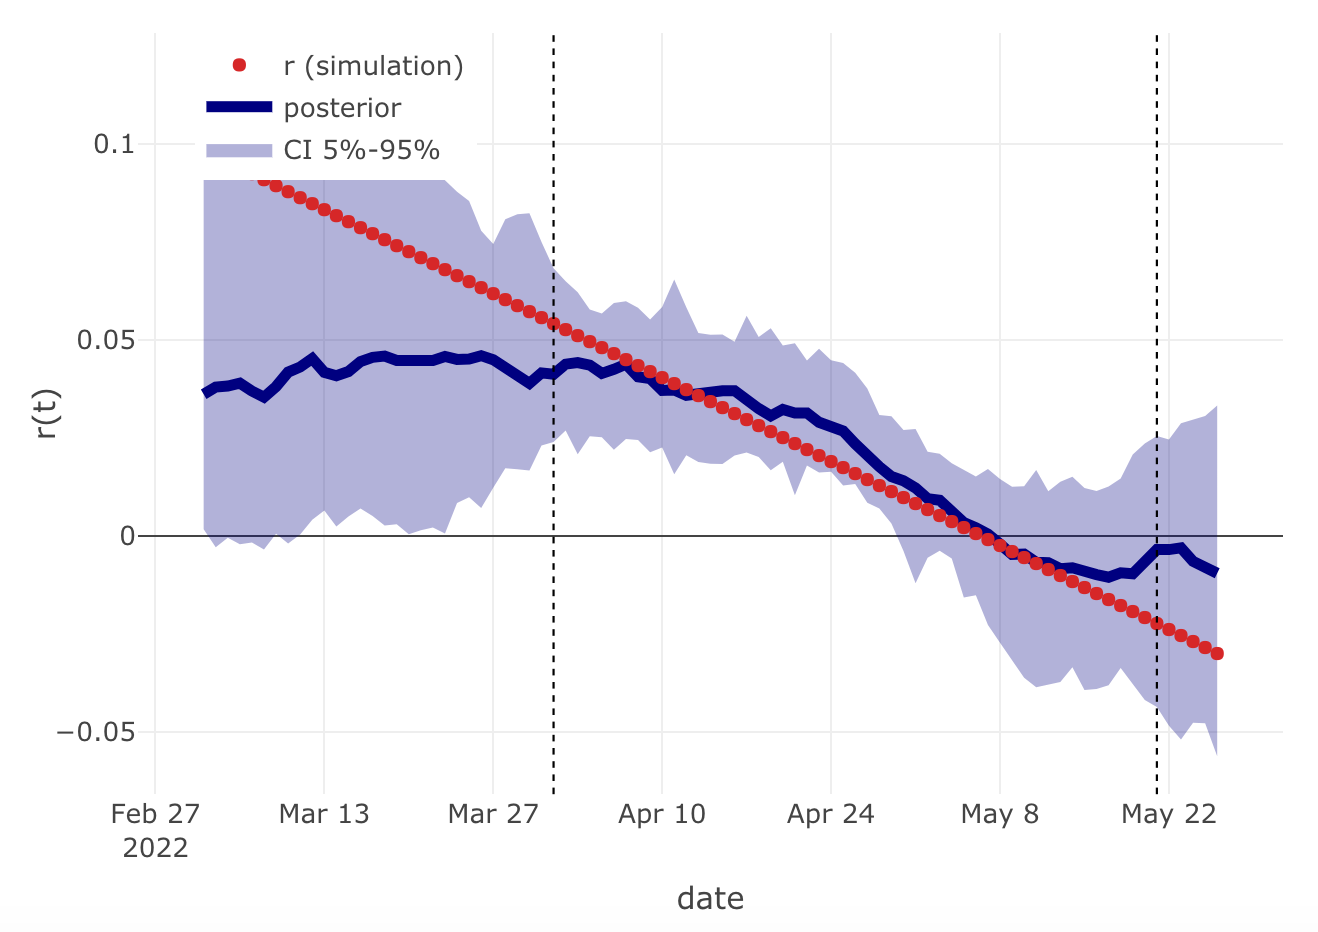 r (simulation)
posterior
CI 5%-95%
0.1
0.05
0
−0.05
r(t)
Feb 27 Mar 13 Mar 27 Apr 10 Apr 24 May 8 May 22
2022
date